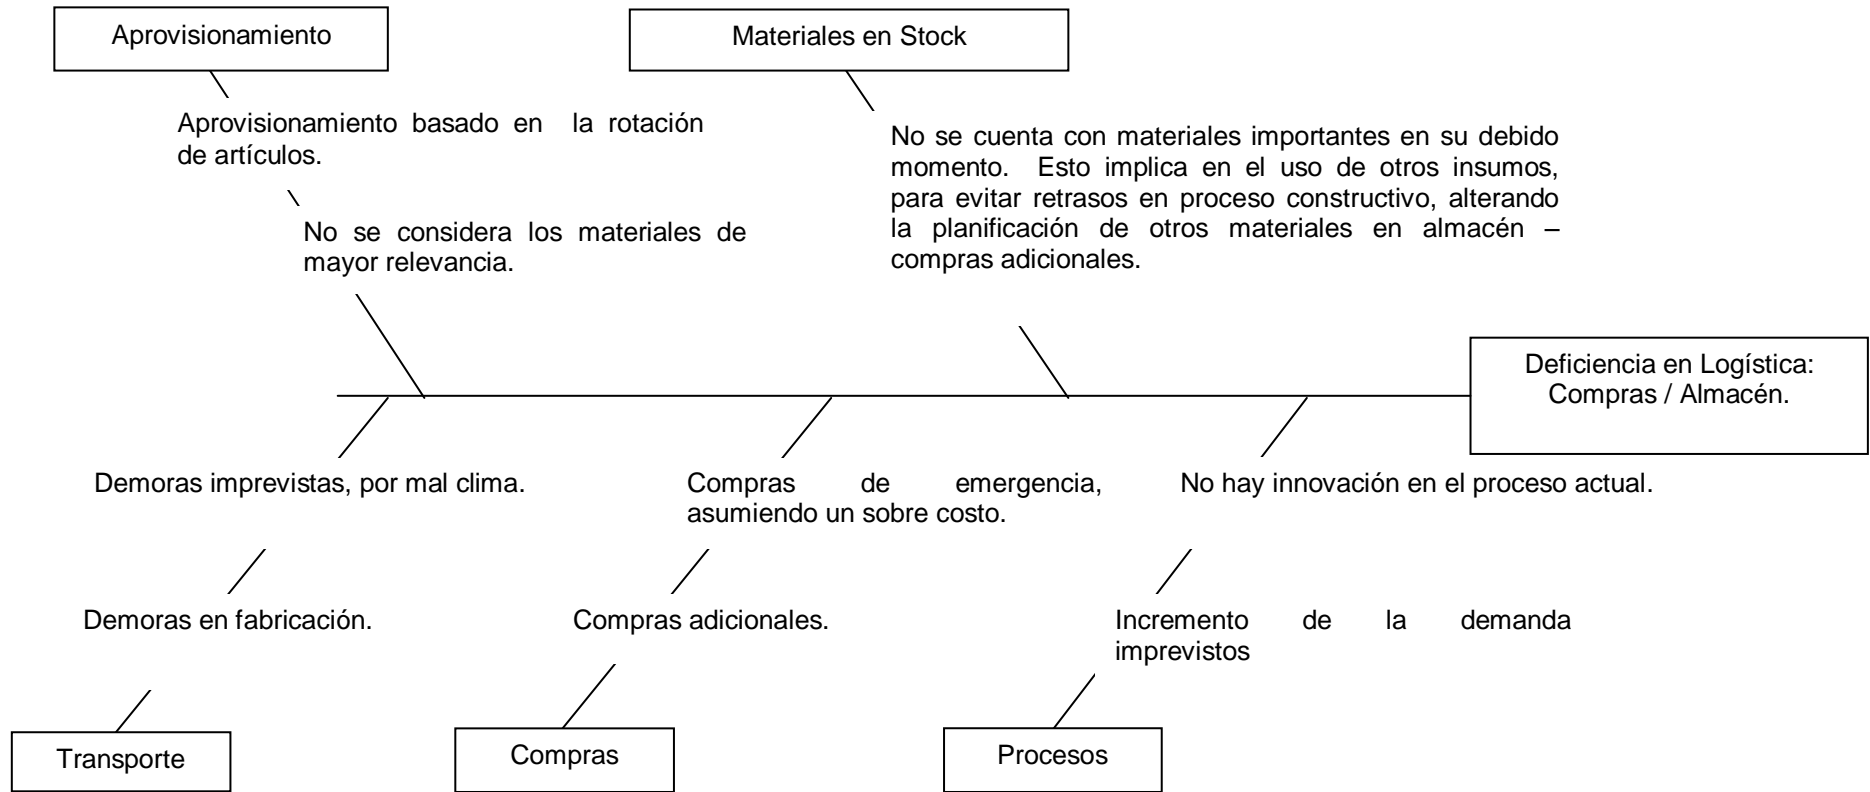 Aprovisionamiento
Materiales en Stock
Aprovisionamiento basado en la rotación
de artículos.
No se considera los materiales de
mayor relevancia.
No se cuenta con materiales importantes en su debido
momento. Esto implica en el uso de otros insumos,
para evitar retrasos en proceso constructivo, alterando
la planificación de otros materiales en almacén –
compras adicionales.
Deficiencia en Logística:
Compras / Almacén.
Demoras imprevistas, por mal clima.
Compras de emergencia,
asumiendo un sobre costo.
No hay innovación en el proceso actual.
Demoras en fabricación.
Compras adicionales.
Incremento de la demanda
imprevistos
Transporte
Compras
Procesos